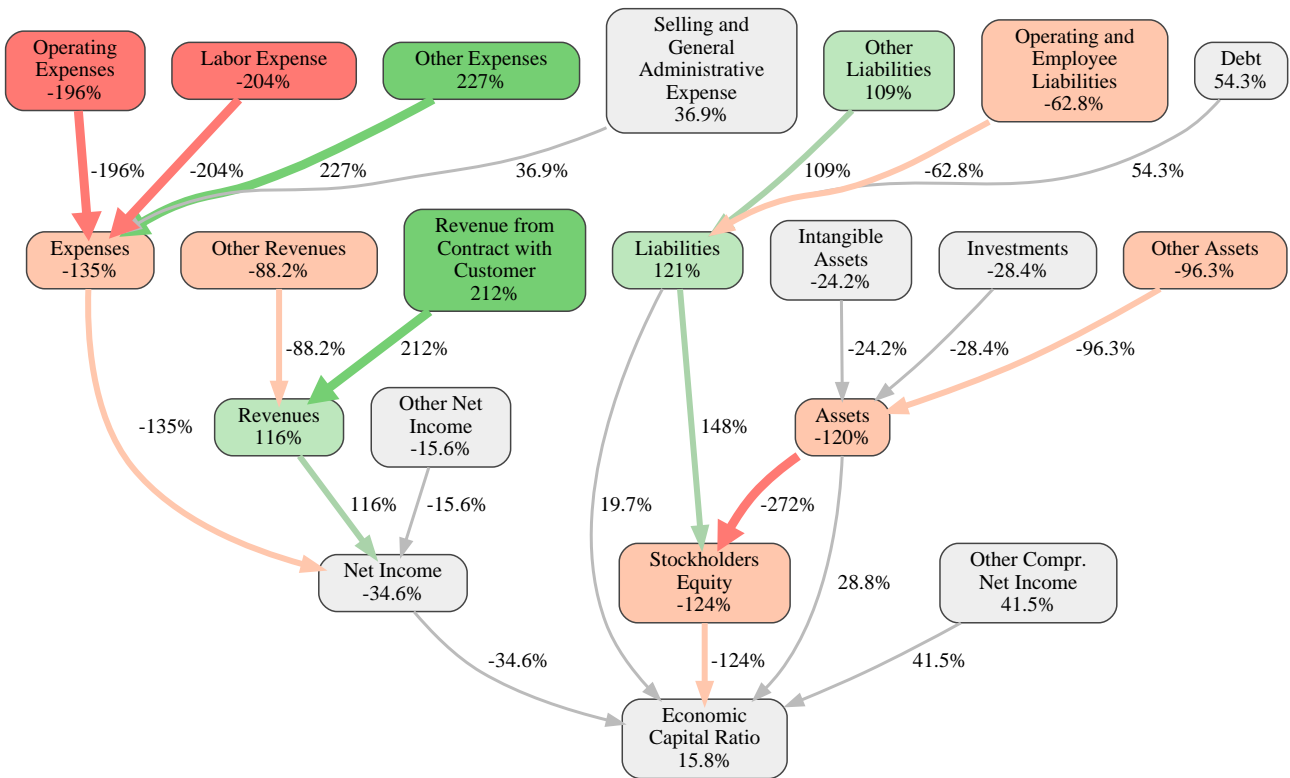 Operating
Expenses
-196%
Labor Expense
-204%
Other Expenses
227%
Selling and
General
Administrative
Expense
36.9%
Other
Liabilities
109%
Operating and
Employee
Liabilities
-62.8%
Debt
54.3%
-196%
-204%
227%
36.9%
109%
-62.8%
54.3%
Expenses
-135%
Other Revenues
-88.2%
Revenue from
Contract with
Customer
212%
Liabilities
121%
Intangible
Assets
-24.2%
Investments
-28.4%
Other Assets
-96.3%
-88.2%
212%
-24.2%
-28.4%
-96.3%
-135%
Revenues
116%
Other Net
Income
-15.6%
148%
Assets
-120%
116%
-15.6%
19.7%
-272%
Net Income
-34.6%
Stockholders
Equity
-124%
28.8%
Other Compr.
Net Income
41.5%
-34.6%
-124%
41.5%
Economic
Capital Ratio
15.8%